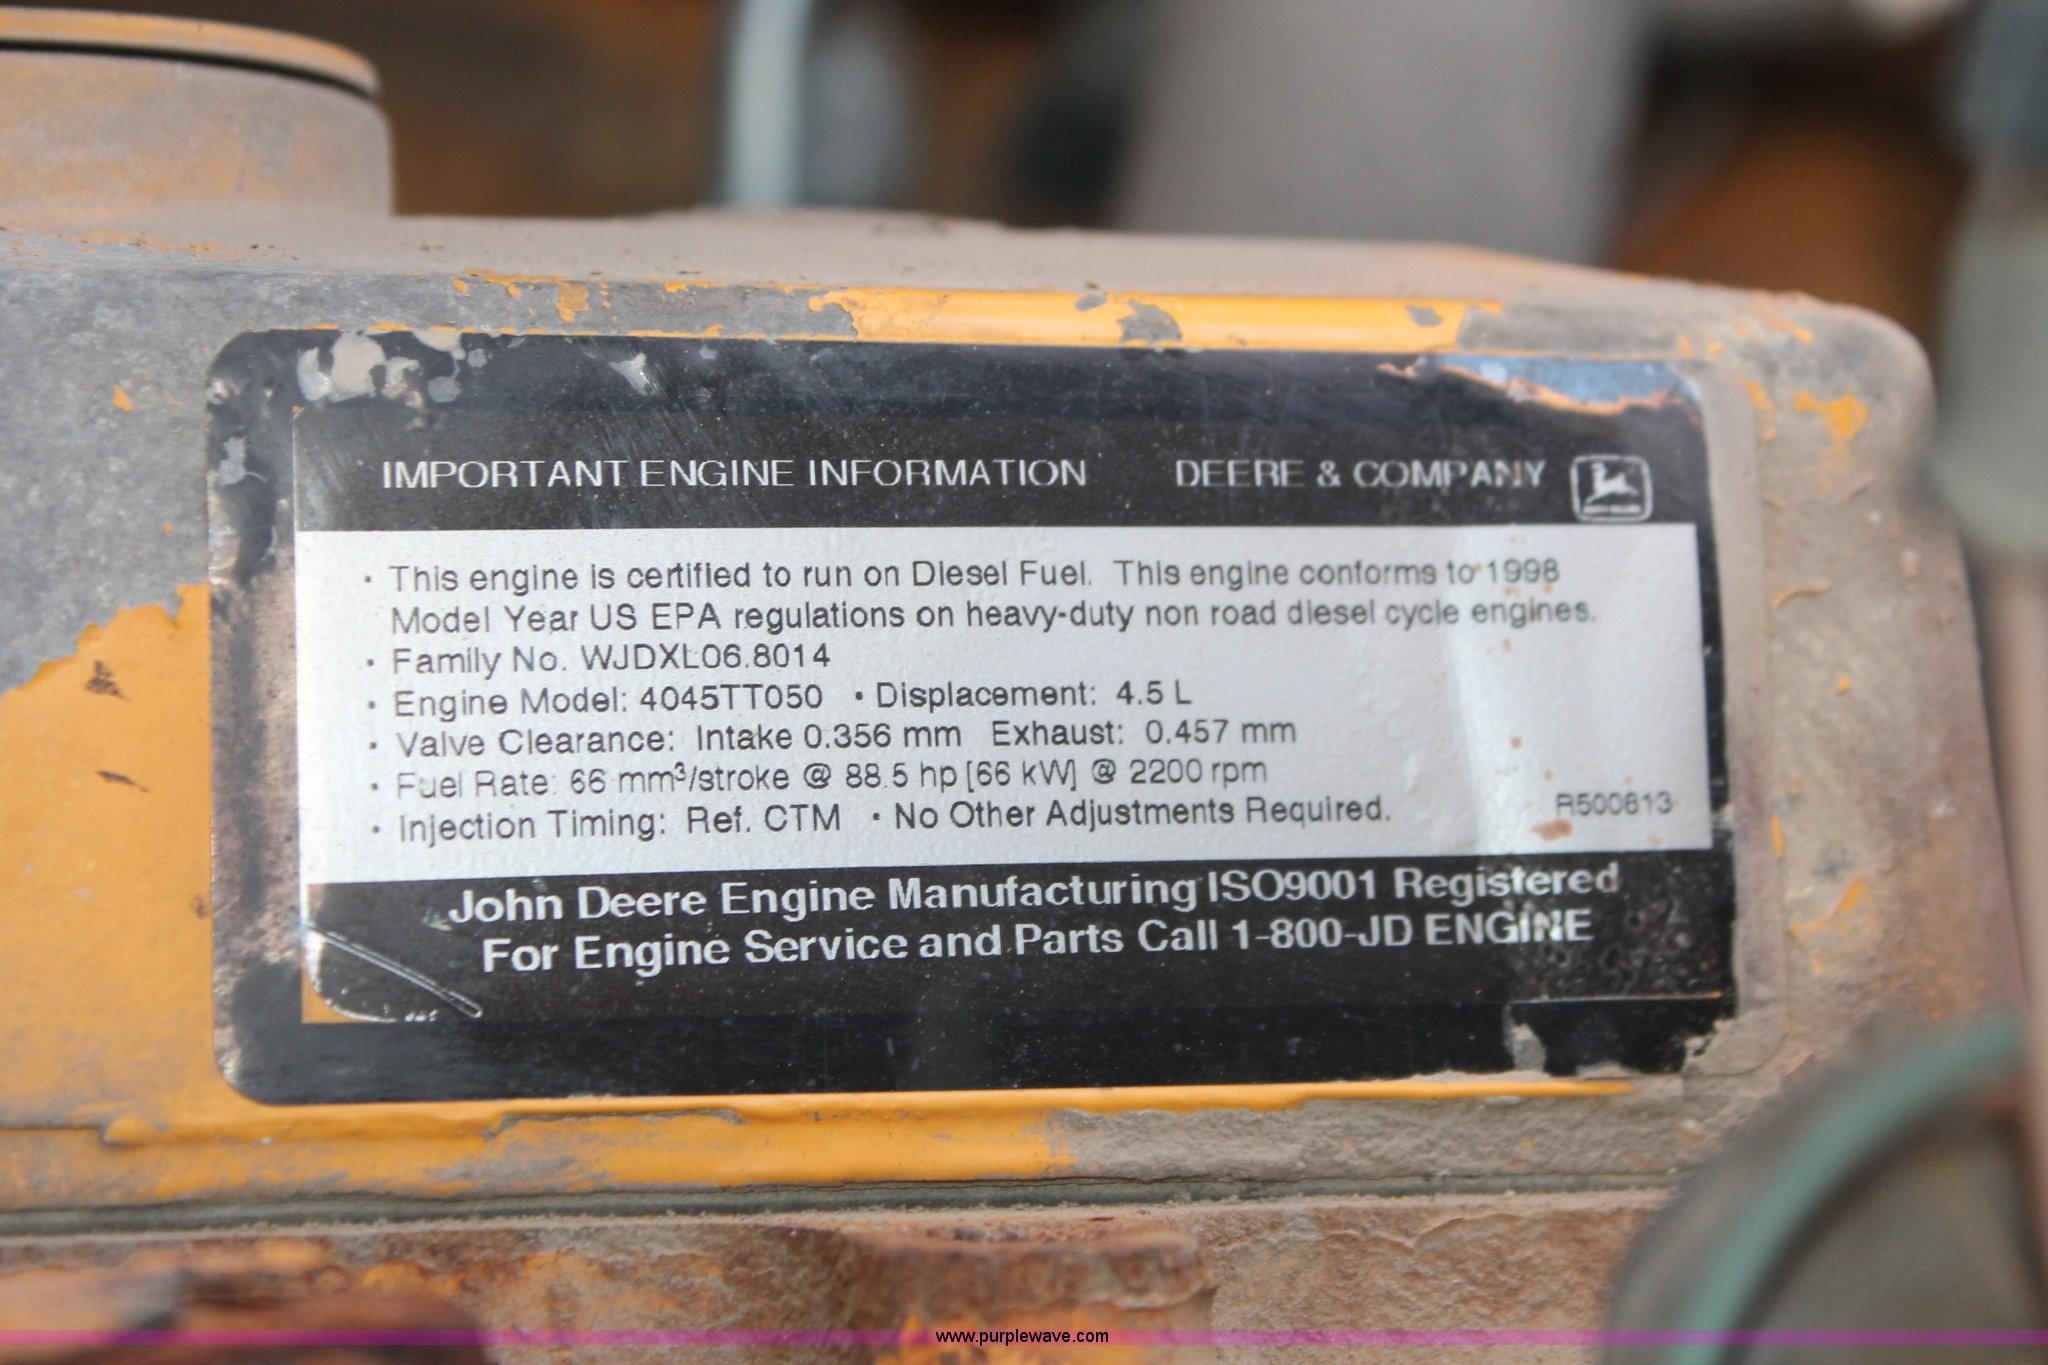 IMPORTANT ENGINE INFORMATION DEERE & COMPANY
· This engine is certified to run on Diesel Fuel. This engine conforms to 1998
Model Year US EPA regulations on heavy-duty non road diesel cycle engines.
· Family No. WJDXL06.8014
· Engine Model: 4045TT050 · Displacement: 4.5 L
· Valve Clearance: Intake 0.356 mm Exhaust: 0.457 mm
· Fuel Rate: 66 mm³/stroke @ 88.5 hp [66 kW] @ 2200 rpm
· Injection Timing: Ref. CTM · No Other Adjustments Required.
R500813
John Deere Engine Manufacturing ISO9001 Registered
For Engine Service and Parts Call 1-800-JD ENGINE
www.purplewave.com